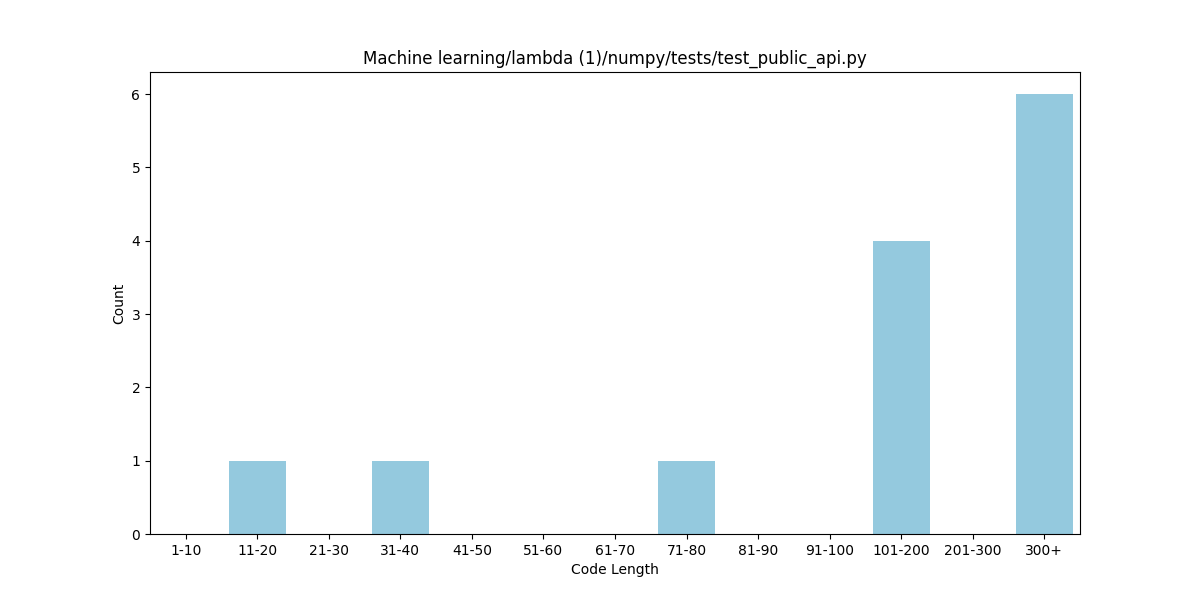 Machine learning/lambda (1)/numpy/tests/test_public_api.py
6
5
4
3
2
1
0
Count
1-10 11-20 21-30 31-40 41-50 51-60 61-70 71-80 81-90 91-100 101-200 201-300 300+
Code Length